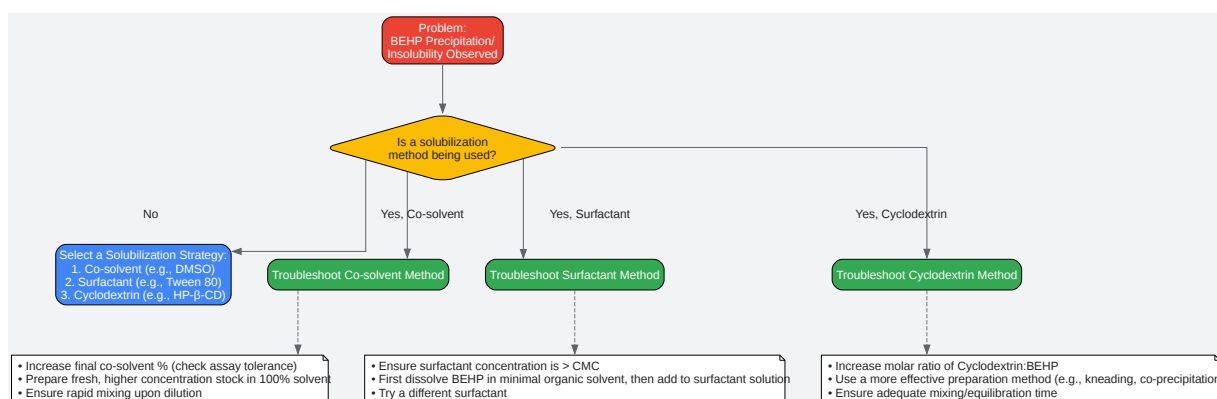 Problem:
BEHP Precipitation/
Insolubility Observed
Is a solubilization
method being used?
No
Yes, Co-solvent
Yes, Surfactant
Yes, Cyclodextrin
Select a Solubilization Strategy:
1. Co-solvent (e.g., DMSO)
2. Surfactant (e.g., Tween 80)
3. Cyclodextrin (e.g., HP-β-CD)
Troubleshoot Co-solvent Method
Troubleshoot Surfactant Method
Troubleshoot Cyclodextrin Method
• Increase final co-solvent % (check assay tolerance)
• Prepare fresh, higher concentration stock in 100% solvent
• Ensure rapid mixing upon dilution
• Ensure surfactant concentration is > CMC
• First dissolve BEHP in minimal organic solvent, then add to surfactant solution
• Try a different surfactant
• Increase molar ratio of Cyclodextrin:BEHP
• Use a more effective preparation method (e.g., kneading, co-precipitation
• Ensure adequate mixing/equilibration time